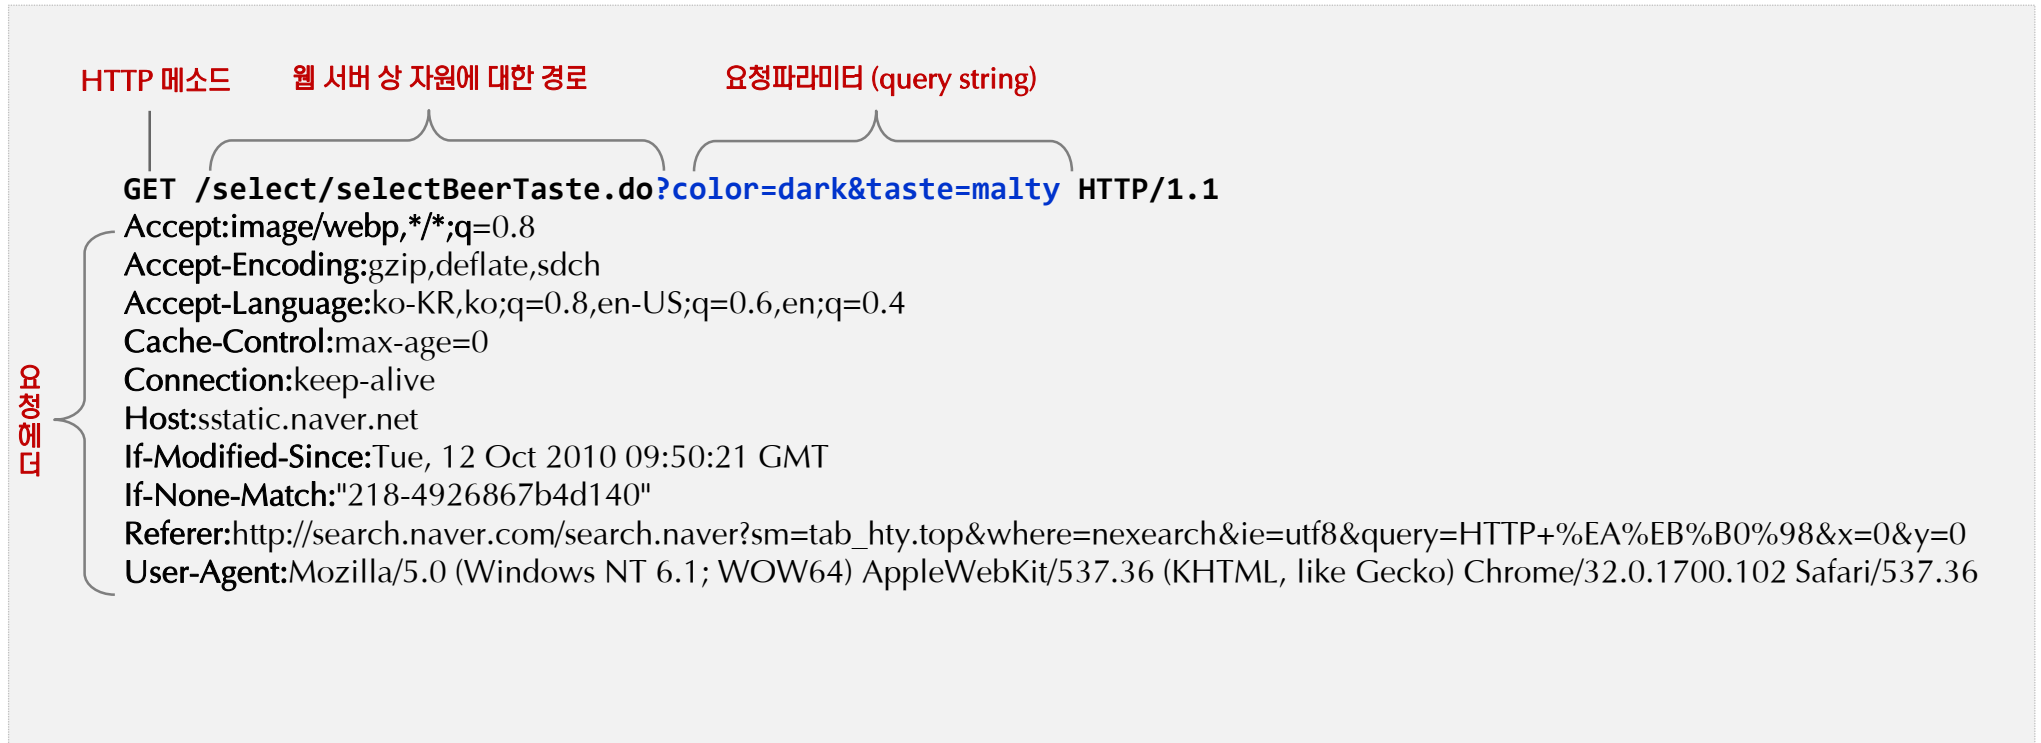 HTTP 메소드 웹 서버 상 자원에 대한 경로 요청파라미터 (query string)
GET /select/selectBeerTaste.do?color=dark&taste=malty HTTP/1.1
Accept:image/webp,*/*;q=0.8
Accept-Encoding:gzip,deflate,sdch
Accept-Language:ko-KR,ko;q=0.8,en-US;q=0.6,en;q=0.4
Cache-Control:max-age=0
Connection:keep-alive
Host:sstatic.naver.net
If-Modified-Since:Tue, 12 Oct 2010 09:50:21 GMT
If-None-Match:"218-4926867b4d140"
Referer:http://search.naver.com/search.naver?sm=tab_hty.top&where=nexearch&ie=utf8&query=HTTP+%EA%EB%B0%98&x=0&y=0
User-Agent:Mozilla/5.0 (Windows NT 6.1; WOW64) AppleWebKit/537.36 (KHTML, like Gecko) Chrome/32.0.1700.102 Safari/537.36
요청헤더